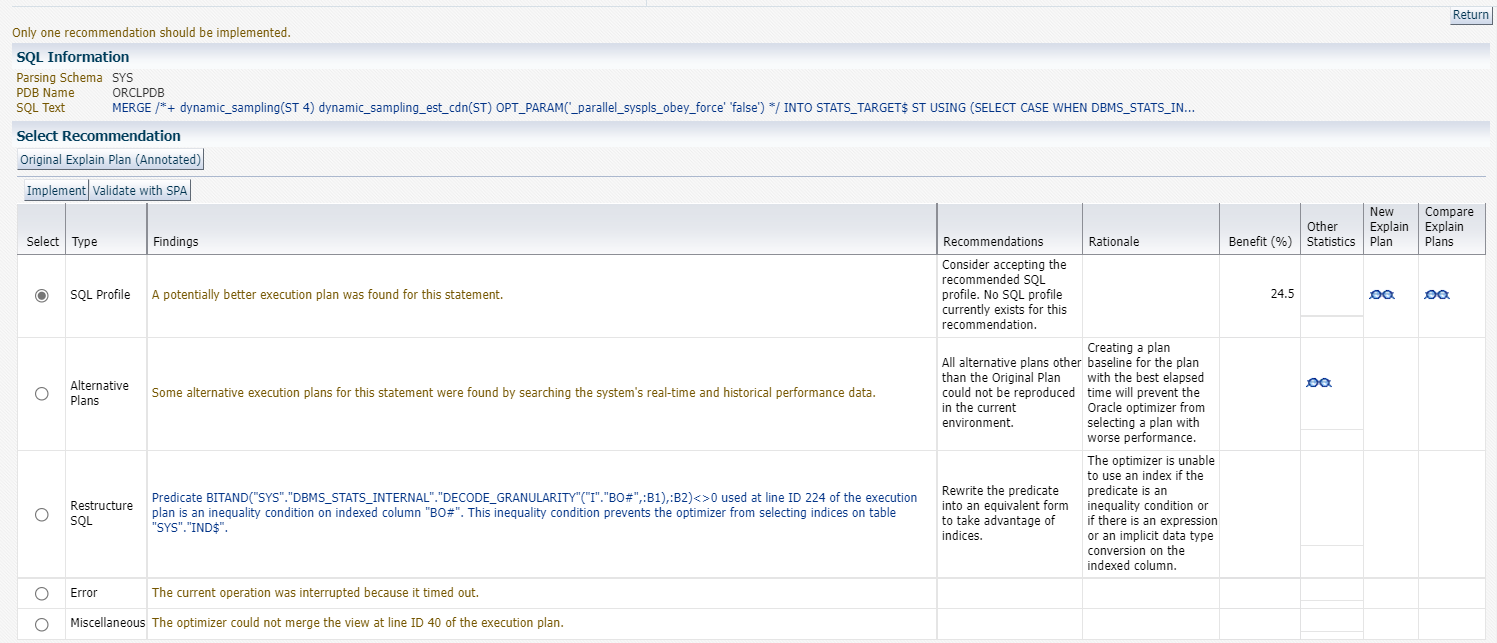 Return
Only one recommendation should be implemented.
SQL Information
Parsing Schema SYS
PDB Name ORCLPDB
SQL Text MERGE /*+ dynamic_sampling(ST 4) dynamic_sampling_est_cdn(ST) OPT_PARAM('_parallel_syspls_obey_force' 'false') */ INTO STATS_TARGET$ ST USING (SELECT CASE WHEN DBMS_STATS_IN...
Select Recommendation
Original Explain Plan (Annotated)
Implement Validate with SPA
Select Type Findings Recommendations Rationale Benefit (%) Other Statistics New Explain Plan Compare Explain Plans
SQL Profile
A potentially better execution plan was found for this statement.
Consider accepting the
recommended SQL
profile. No SQL profile
currently exists for this
recommendation.
24.5
Alternative
Plans
Some alternative execution plans for this statement were found by searching the system's real-time and historical performance data.
All alternative plans other
than the Original Plan
could not be reproduced
in the current
environment.
Creating a plan
baseline for the plan
with the best elapsed
time will prevent the
Oracle optimizer from
selecting a plan with
worse performance.
Restructure
SQL
Predicate BITAND("SYS"."DBMS_STATS_INTERNAL"."DECODE_GRANULARITY"("I"."BO#",:B1),:B2)<>0 used at line ID 224 of the execution
plan is an inequality condition on indexed column "BO#". This inequality condition prevents the optimizer from selecting indices on table
"SYS"."IND$".
Rewrite the predicate
into an equivalent form
to take advantage of
indices.
The optimizer is unable
to use an index if the
predicate is an
inequality condition or
if there is an expression
or an implicit data type
conversion on the
indexed column.
Error
The current operation was interrupted because it timed out.
Miscellaneous
The optimizer could not merge the view at line ID 40 of the execution plan.